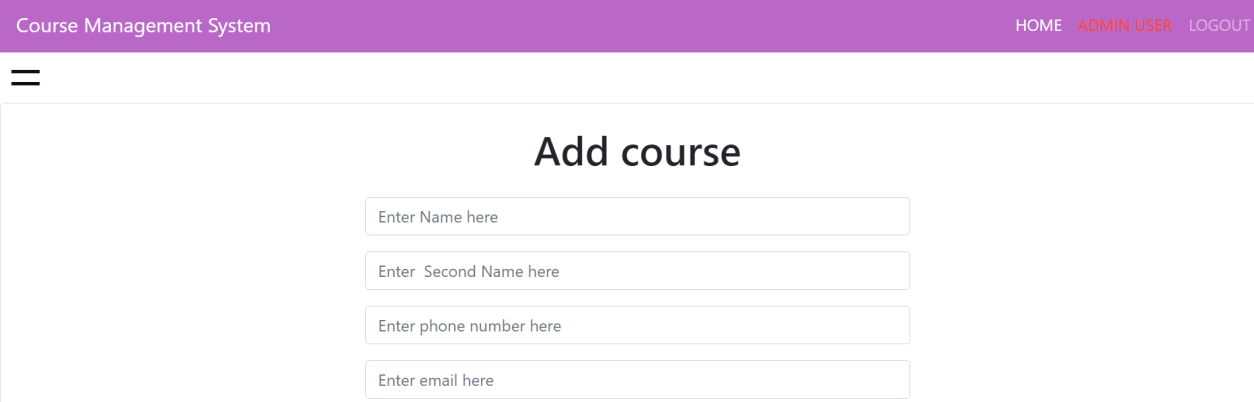 Course Management System HOME ADMIN USER LOGOUT
Add course
Enter Name here
Enter  Second Name here
Enter phone number here
Enter email here